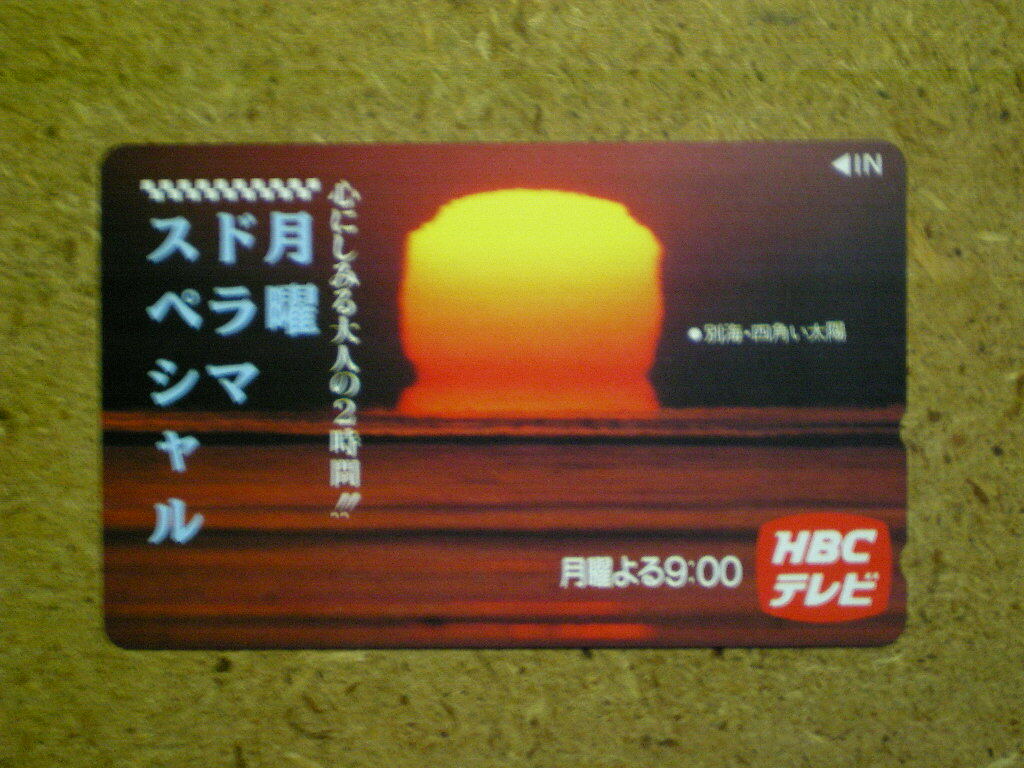 ◀IN
月曜
ドラマ
スペシャル
心にしみる大人の2時間!!
●別海・四角い太陽
月曜よる9:00
HBC
テレビ